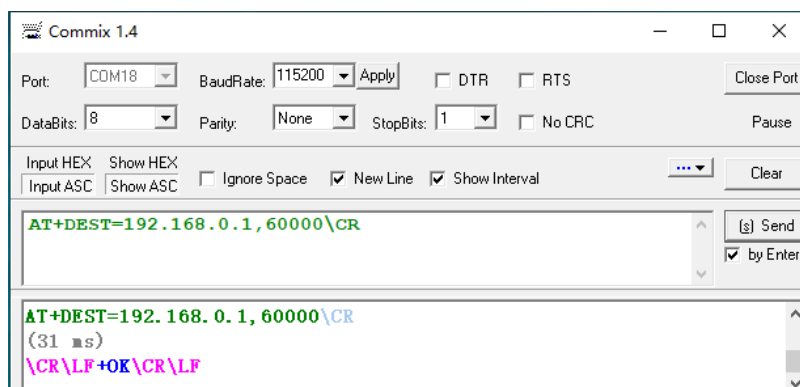 Commix 1.4
Port: COM18 BaudRate: 115200 Apply DTR RTS Close Port
DataBits: 8 Parity: None StopBits: 1 No CRC Pause
Input HEX Show HEX
Input ASC Show ASC Ignore Space New Line Show Interval ... Clear
AT+DEST=192.168.0.1,60000\CR
(s) Send
by Enter
AT+DEST=192.168.0.1,60000\CR
(31 ms)
\CR\LF+OK\CR\LF